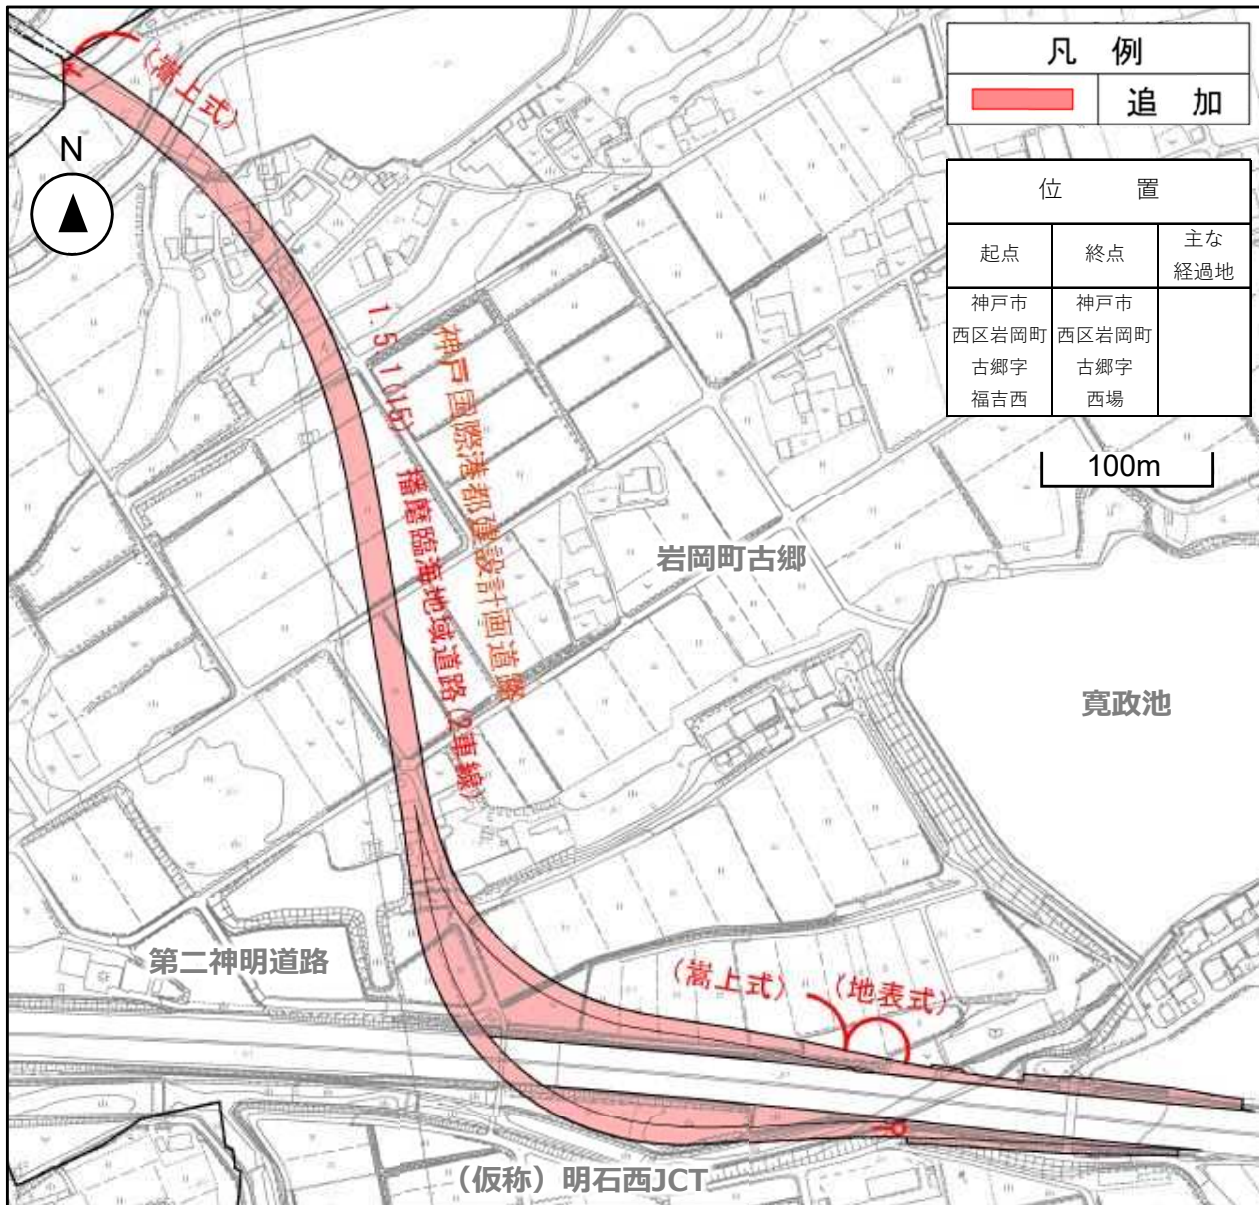 凡 例
追 加
(嵩上式)
N
位 置
起点 終点 主な
経過地
神戸市
西区岩岡町
古郷字
福吉西
神戸市
西区岩岡町
古郷字
西場
100m
神戸国際港都建設計画道路
播磨臨海地域道路(2車線)
岩岡町古郷
寛政池
第二神明道路
(嵩上式)
(地表式)
(仮称)明石西JCT